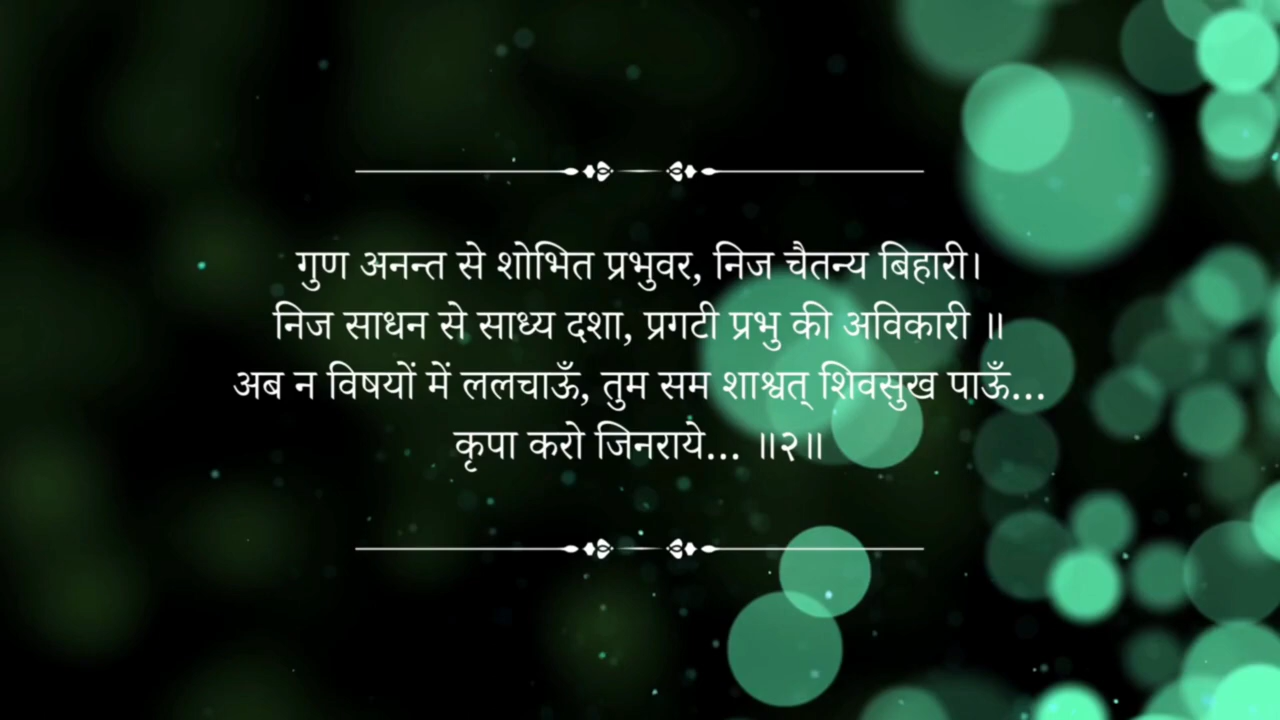 गुण अनन्त से शोभित प्रभुवर, निज चैतन्य बिहारी।
निज साधन से साध्य दशा, प्रगटी प्रभु की अविकारी ॥
अब न विषयों में ललचाऊँ, तुम सम शाश्वत् शिवसुख पाऊँ...
कृपा करो जिनराये... ॥२॥